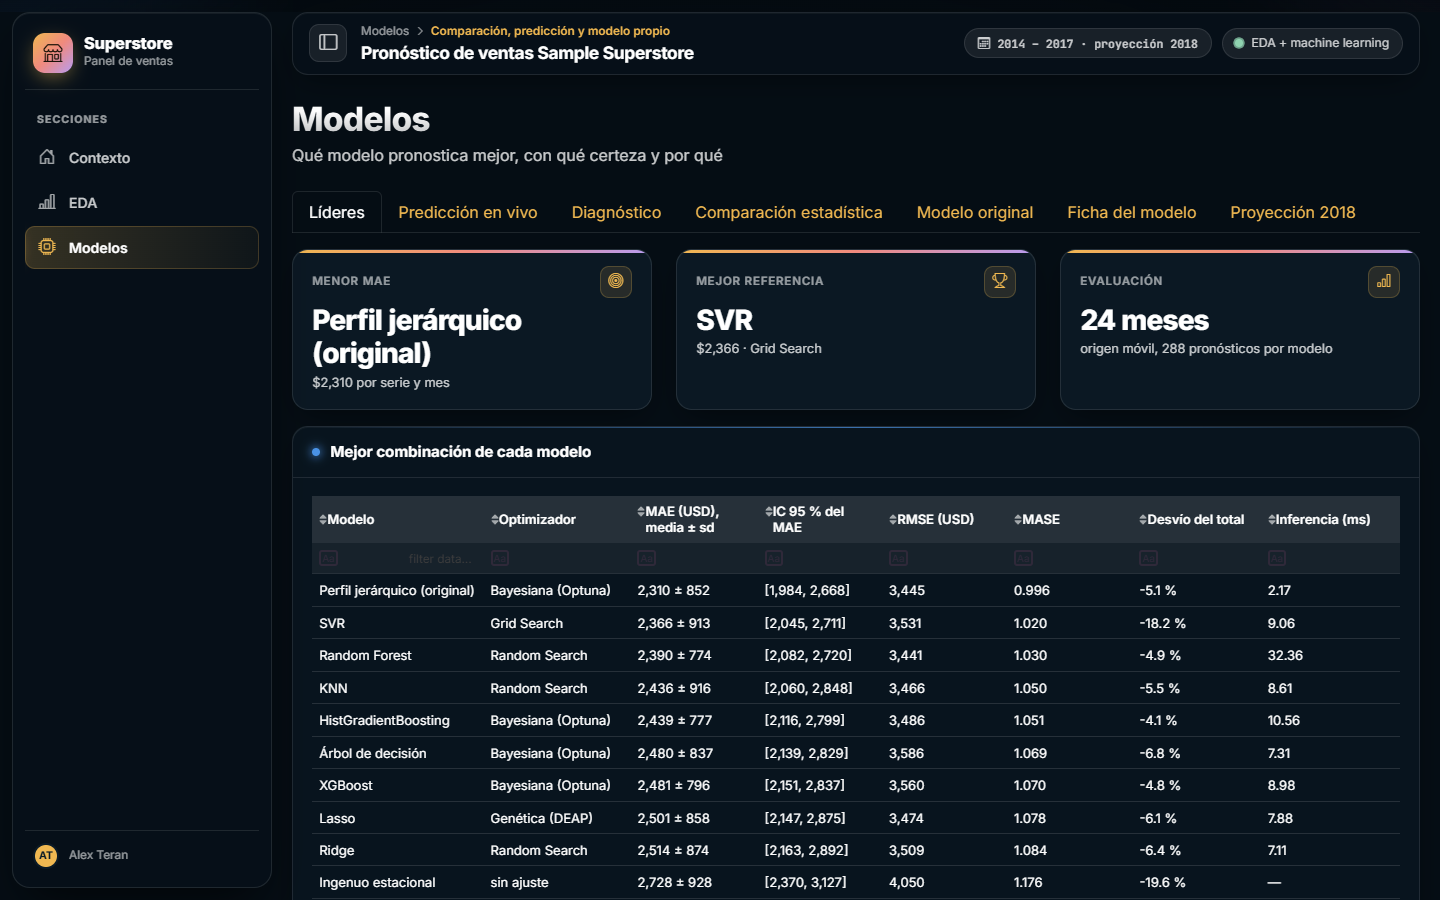 Superstore
Panel de ventas
SECCIONES
Contexto
EDA
Modelos
AT Alex Teran
Modelos > Comparación, predicción y modelo propio
Pronóstico de ventas Sample Superstore
2014 – 2017 · proyección 2018
EDA + machine learning
Modelos
Qué modelo pronostica mejor, con qué certeza y por qué
Líderes Predicción en vivo Diagnóstico Comparación estadística Modelo original Ficha del modelo Proyección 2018
MENOR MAE
Perfil jerárquico
(original)
$2,310 por serie y mes
MEJOR REFERENCIA
SVR
$2,366 · Grid Search
EVALUACIÓN
24 meses
origen móvil, 288 pronósticos por modelo
Mejor combinación de cada modelo
Modelo Optimizador MAE (USD), media ± sd IC 95 % del MAE RMSE (USD) MASE Desvío del total Inferencia (ms)
Aa filter data... Aa Aa Aa Aa Aa Aa Aa
Perfil jerárquico (original) Bayesiana (Optuna) 2,310 ± 852 [1,984, 2,668] 3,445 0.996 -5.1 % 2.17
SVR Grid Search 2,366 ± 913 [2,045, 2,711] 3,531 1.020 -18.2 % 9.06
Random Forest Random Search 2,390 ± 774 [2,082, 2,720] 3,441 1.030 -4.9 % 32.36
KNN Random Search 2,436 ± 916 [2,060, 2,848] 3,466 1.050 -5.5 % 8.61
HistGradientBoosting Bayesiana (Optuna) 2,439 ± 777 [2,116, 2,799] 3,486 1.051 -4.1 % 10.56
Árbol de decisión Bayesiana (Optuna) 2,480 ± 837 [2,139, 2,829] 3,586 1.069 -6.8 % 7.31
XGBoost Bayesiana (Optuna) 2,481 ± 796 [2,151, 2,837] 3,560 1.070 -4.8 % 8.98
Lasso Genética (DEAP) 2,501 ± 858 [2,147, 2,875] 3,474 1.078 -6.1 % 7.88
Ridge Random Search 2,514 ± 874 [2,163, 2,892] 3,509 1.084 -6.4 % 7.11
Ingenuo estacional sin ajuste 2,728 ± 928 [2,370, 3,127] 4,050 1.176 -19.6 % —